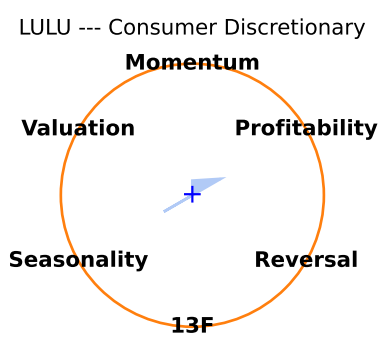 LULU --- Consumer Discretionary
Momentum
Valuation
Profitability
Seasonality
Reversal
13F